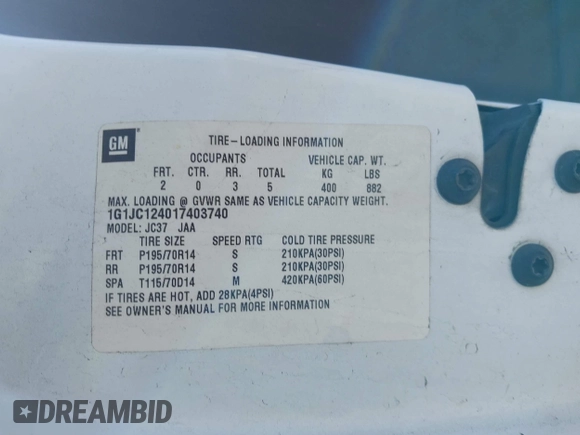 GM
TIRE-LOADING INFORMATION
OCCUPANTS VEHICLE CAP. WT.
FRT. CTR. RR. TOTAL KG LBS
2 0 3 5 400 882
MAX. LOADING @ GVWR SAME AS VEHICLE CAPACITY WEIGHT.
1G1JC124017403740
MODEL: JC37 JAA
TIRE SIZE SPEED RTG COLD TIRE PRESSURE
FRT P195/70R14 S 210KPA(30PSI)
RR P195/70R14 S 210KPA(30PSI)
SPA T115/70D14 M 420KPA(60PSI)
IF TIRES ARE HOT, ADD 28KPA(4PSI)
SEE OWNER'S MANUAL FOR MORE INFORMATION
DREAMBID